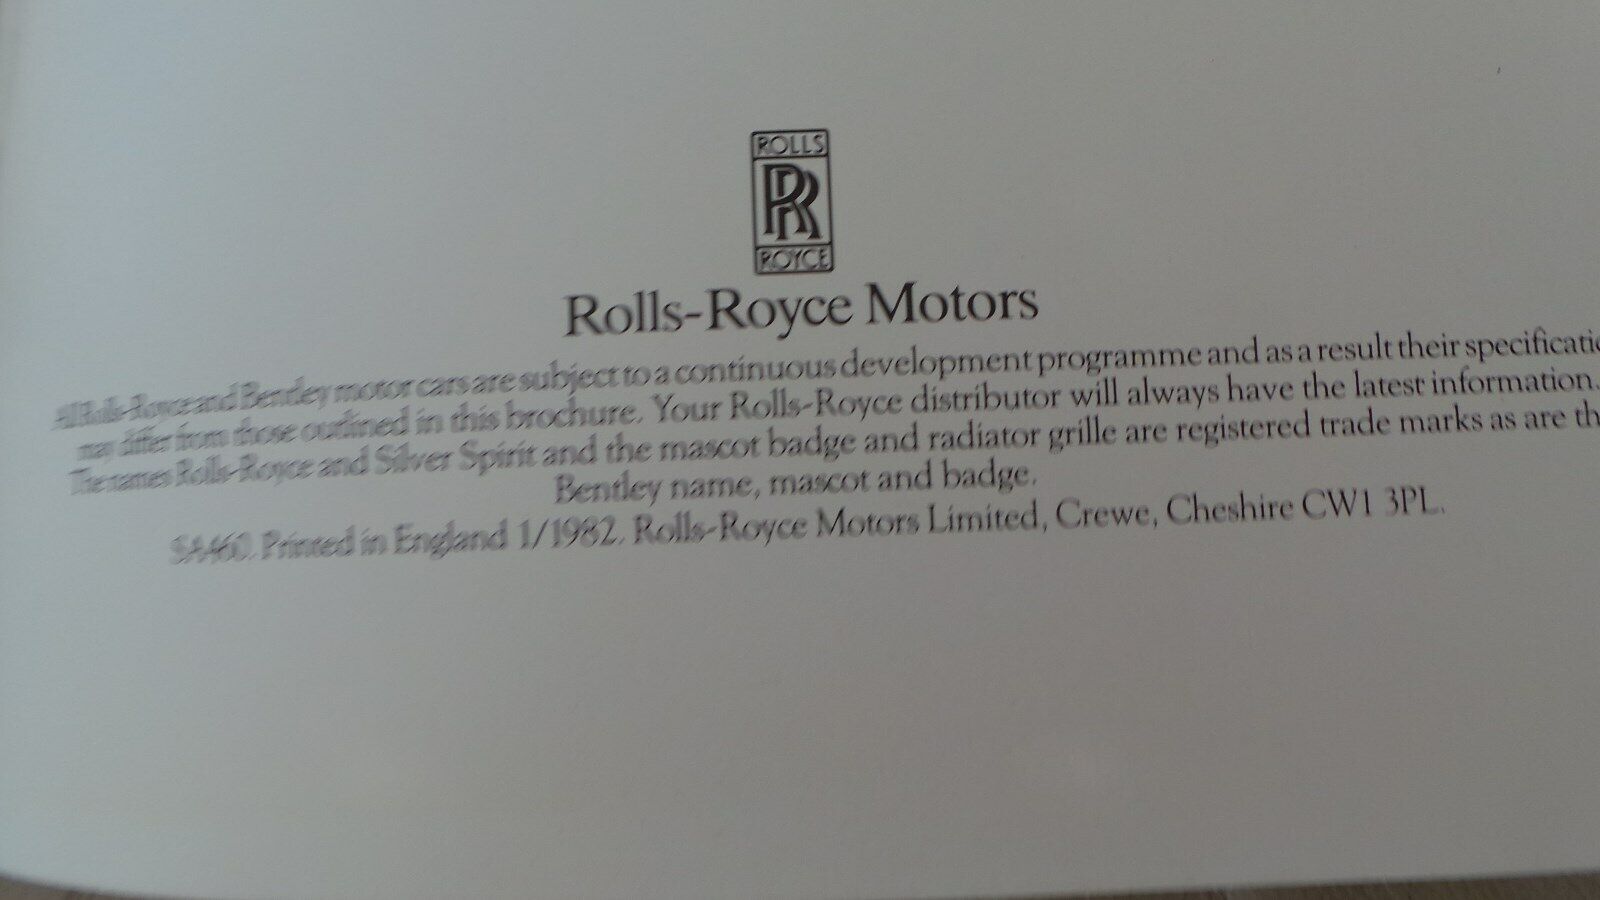 ROLLS
RR
ROYCE
Rolls-Royce Motors
All Rolls-Royce and Bentley motor cars are subject to a continuous development programme and as a result their specificatio
may differ from those outlined in this brochure. Your Rolls-Royce distributor will always have the latest information.
The names Rolls-Royce and Silver Spirit and the mascot badge and radiator grille are registered trade marks as are th
Bentley name, mascot and badge.
SA460. Printed in England 1/1982. Rolls-Royce Motors Limited, Crewe, Cheshire CW1 3PL.